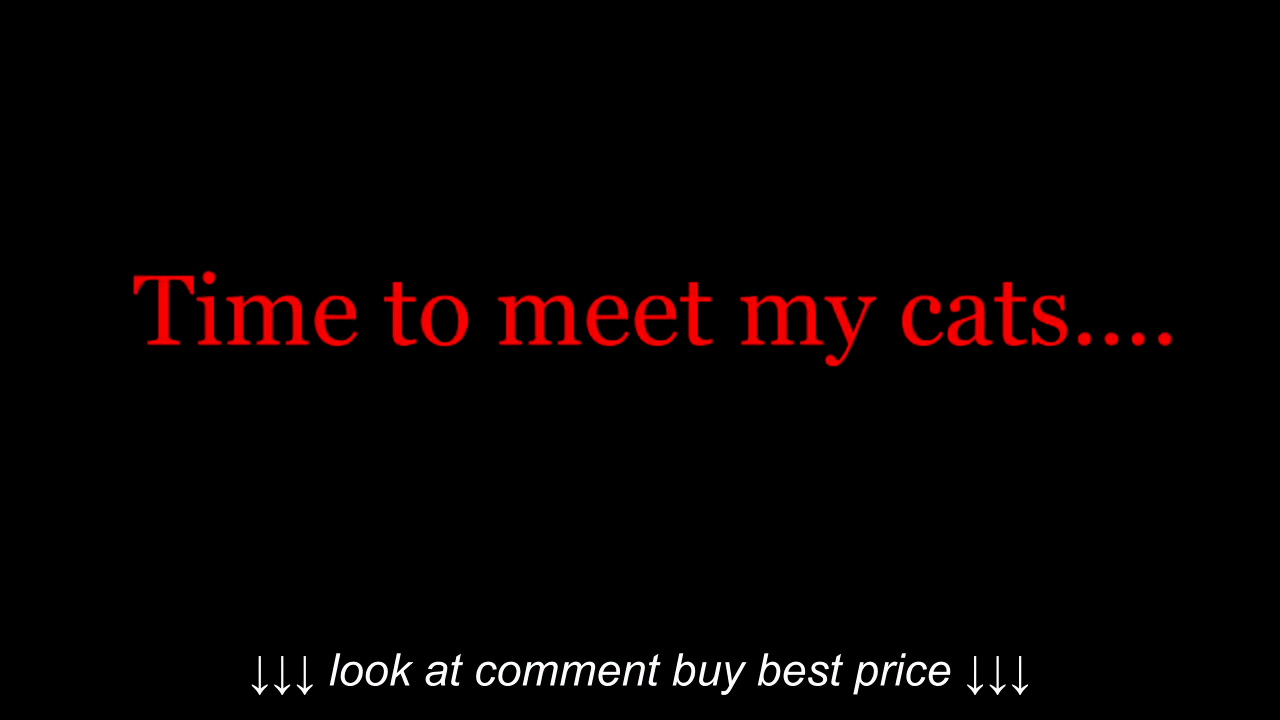 Time to meet my cats....
↓↓↓ look at comment buy best price ↓↓↓